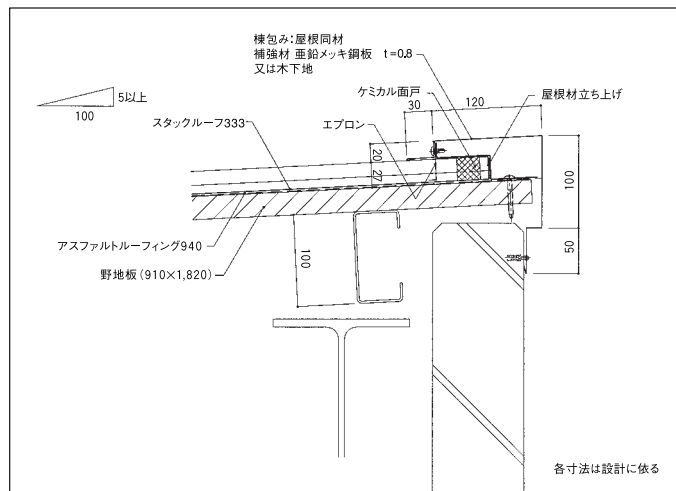 棟包み:屋根同材
補強材 亜鉛メッキ鋼板 t=0.8
又は木下地
ケミカル面戸
屋根材立ち上げ
5以上
100
30
120
スタックルーフ333
エプロン
20
27
100
50
アスファルトルーフィング940
100
野地板(910×1,820)
各寸法は設計に依る